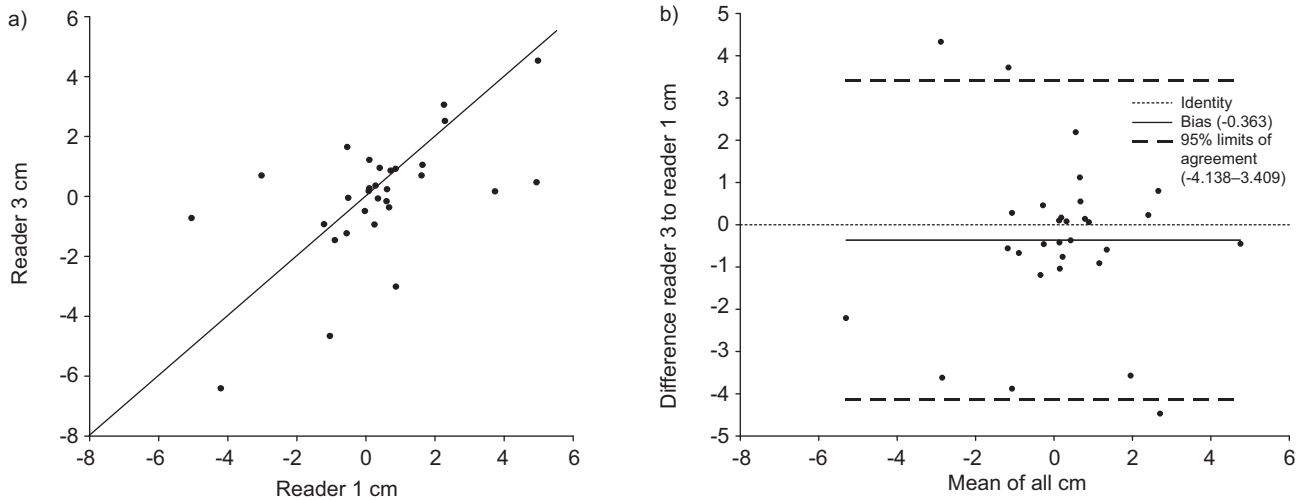 a)
6
4
2
0
-2
-4
-6
-8
Reader 3 cm
-8 -6 -4 -2 0 2 4 6
Reader 1 cm
b)
5
4
3
2
1
0
-1
-2
-3
-4
-5
Difference reader 3 to reader 1 cm
Identity
Bias (-0.363)
95% limits of
agreement
(-4.138–3.409)
-8 -6 -4 -2 0 2 4 6
Mean of all cm